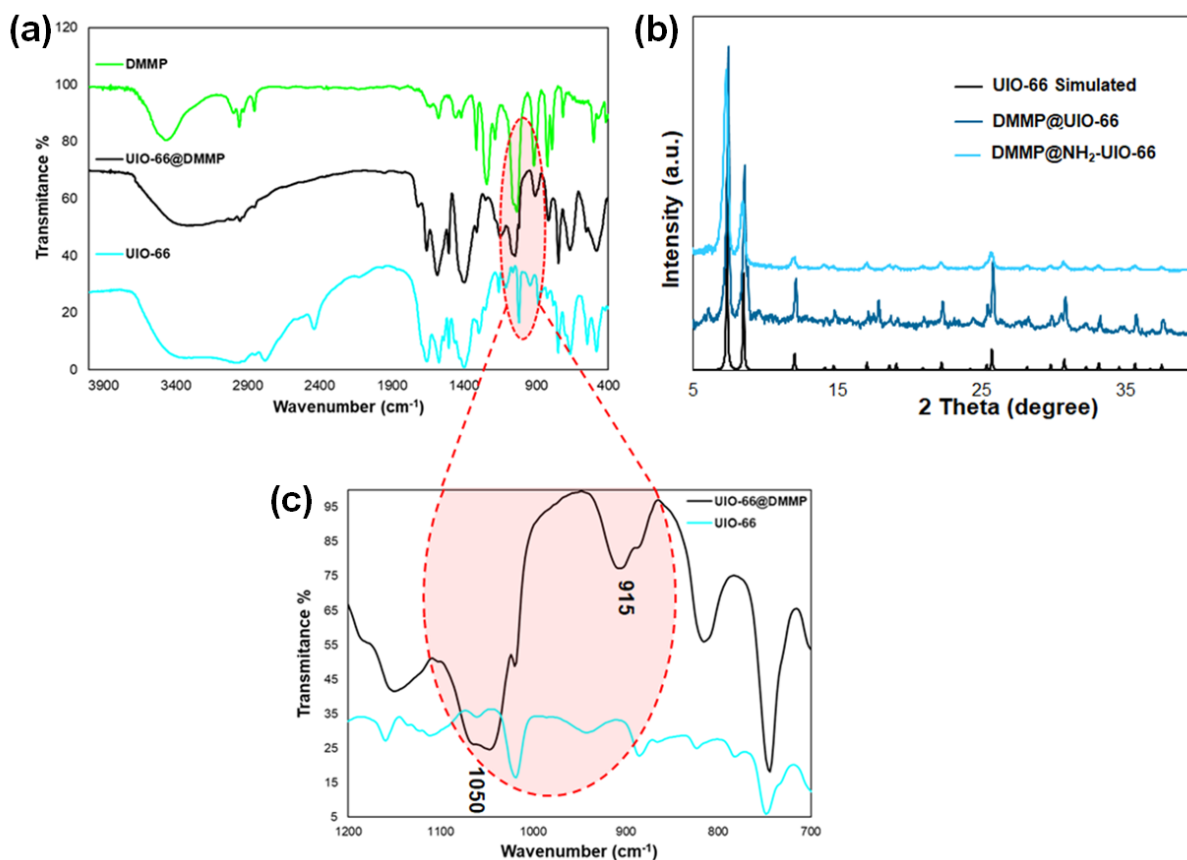 (a)
120
100
80
60
40
20
0
Transmitance %
DMMP
UIO-66@DMMP
UIO-66
3900 3400 2900 2400 1900 1400 900 400
Wavenumber (cm-1)
(b)
Intensity (a.u.)
UIO-66 Simulated
DMMP@UIO-66
DMMP@NH2-UIO-66
5 15 25 35
2 Theta (degree)
(c)
95
85
75
65
55
45
35
25
15
5
Transmitance %
UIO-66@DMMP
UIO-66
915
1050
1200 1100 1000 900 800 700
Wavenumber (cm-1)